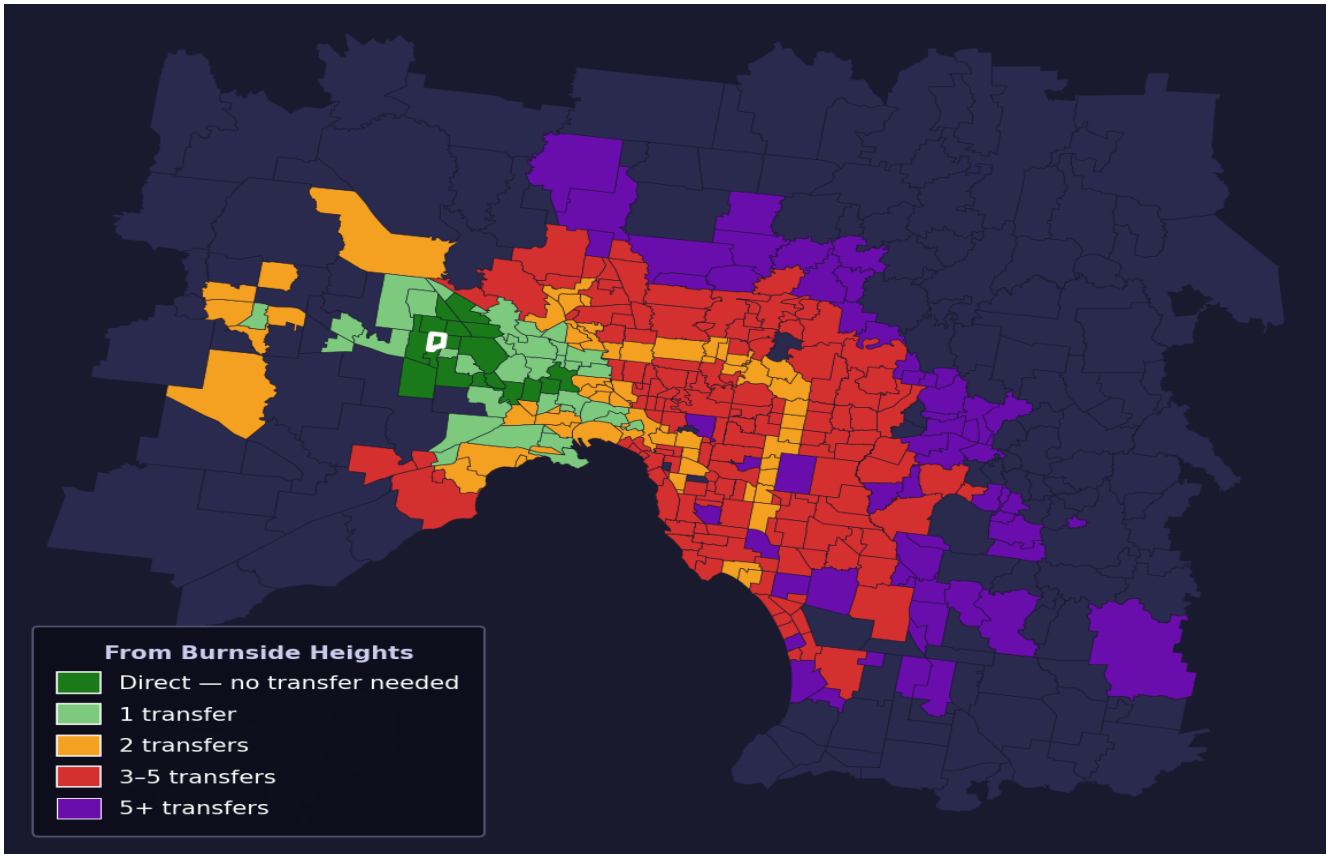 From Burnside Heights
Direct — no transfer needed
1 transfer
2 transfers
3–5 transfers
5+ transfers